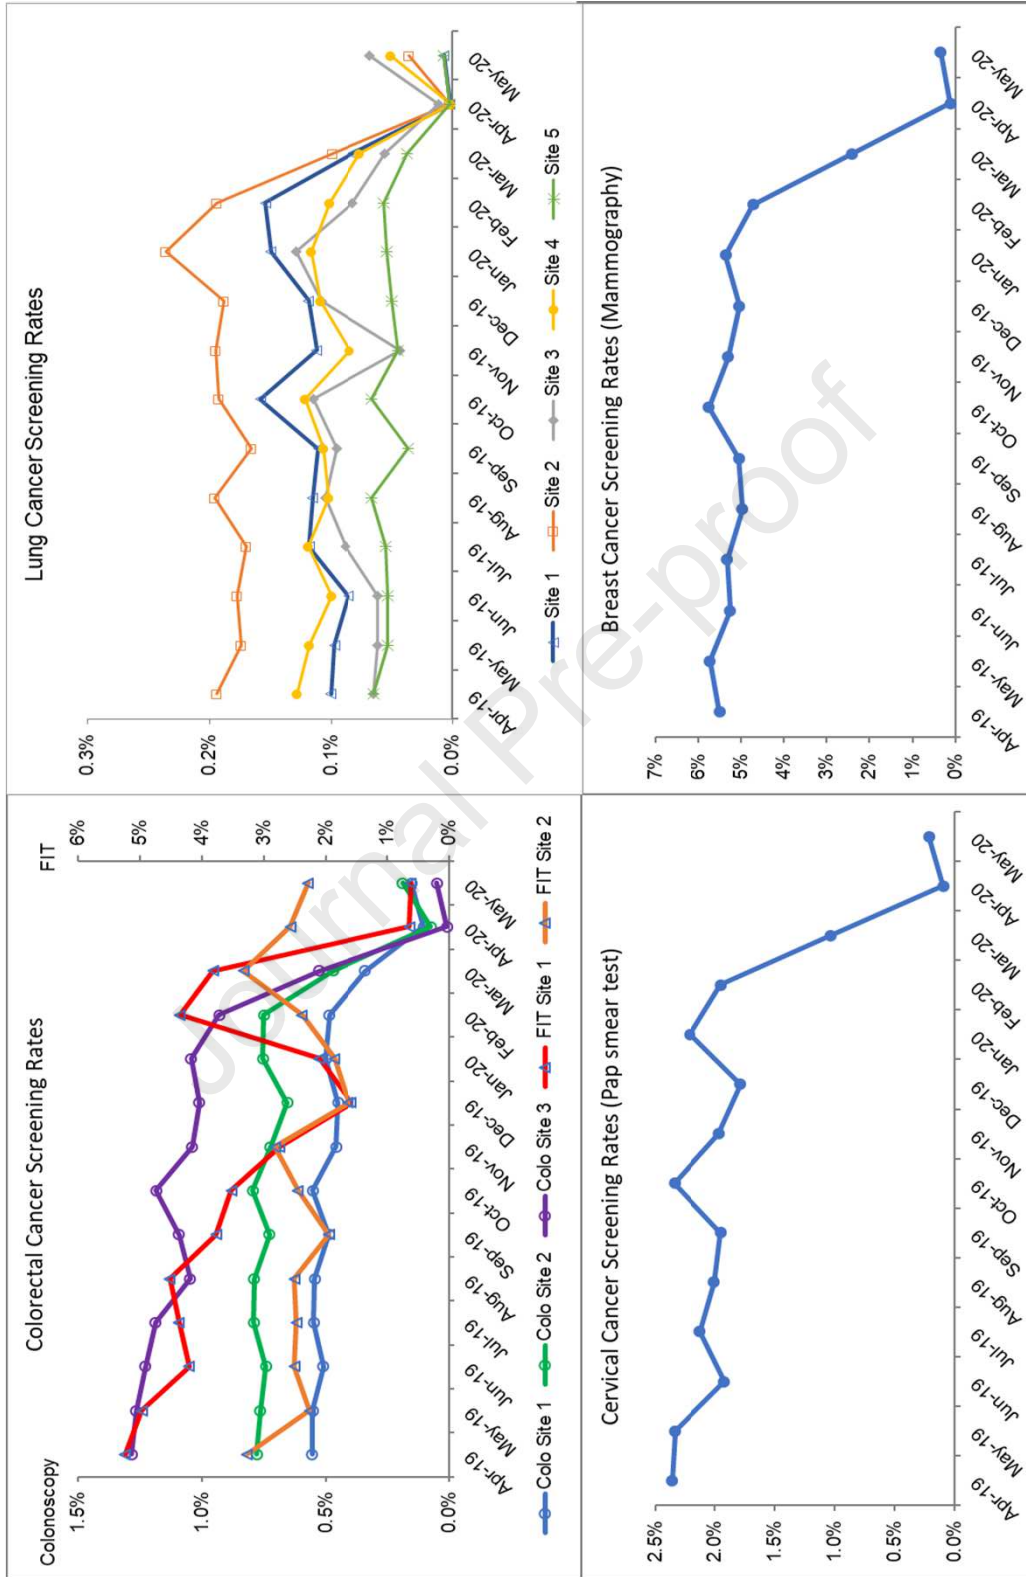 Colorectal Cancer Screening Rates
Colonoscopy
FIT
1.5%
1.0%
0.5%
0.0%
6%
5%
4%
3%
2%
1%
0%
Apr-19
May-19
Jun-19
Jul-19
Aug-19
Sep-19
Oct-19
Nov-19
Dec-19
Jan-20
Feb-20
Mar-20
Apr-20
May-20
Colo Site 1 Colo Site 2 Colo Site 3 FIT Site 1 FIT Site 2
Lung Cancer Screening Rates
0.3%
0.2%
0.1%
0.0%
Apr-19
May-19
Jun-19
Jul-19
Aug-19
Sep-19
Oct-19
Nov-19
Dec-19
Jan-20
Feb-20
Mar-20
Apr-20
May-20
Site 1 Site 2 Site 3 Site 4 Site 5
Cervical Cancer Screening Rates (Pap smear test)
2.5%
2.0%
1.5%
1.0%
0.5%
0.0%
Apr-19
May-19
Jun-19
Jul-19
Aug-19
Sep-19
Oct-19
Nov-19
Dec-19
Jan-20
Feb-20
Mar-20
Apr-20
May-20
Breast Cancer Screening Rates (Mammography)
7%
6%
5%
4%
3%
2%
1%
0%
Apr-19
May-19
Jun-19
Jul-19
Aug-19
Sep-19
Oct-19
Nov-19
Dec-19
Jan-20
Feb-20
Mar-20
Apr-20
May-20
Journal Pre-proof